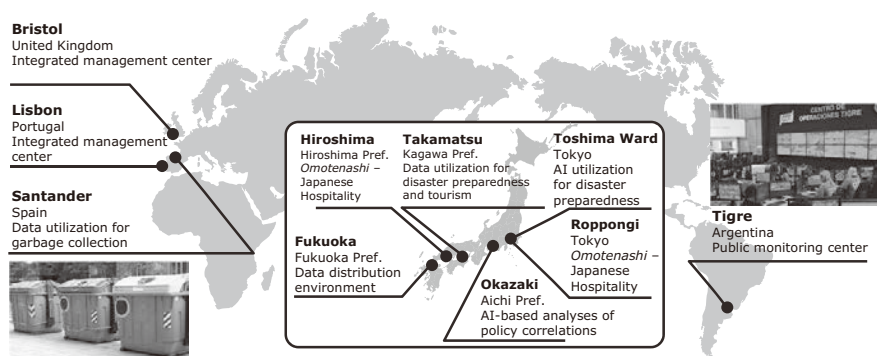 Bristol
United Kingdom
Integrated management center
Lisbon
Portugal
Integrated management
center
Santander
Spain
Data utilization for
garbage collection
Hiroshima
Hiroshima Pref.
Omotenashi –
Japanese
Hospitality
Takamatsu
Kagawa Pref.
Data utilization for
disaster preparedness
and tourism
Toshima Ward
Tokyo
AI utilization
for disaster
preparedness
Fukuoka
Fukuoka Pref.
Data distribution
environment
Okazaki
Aichi Pref.
AI-based analyses of
policy correlations
Roppongi
Tokyo
Omotenashi –
Japanese
Hospitality
CENTRO DE
OPERACIONES TIGRE
Tigre
Argentina
Public monitoring center